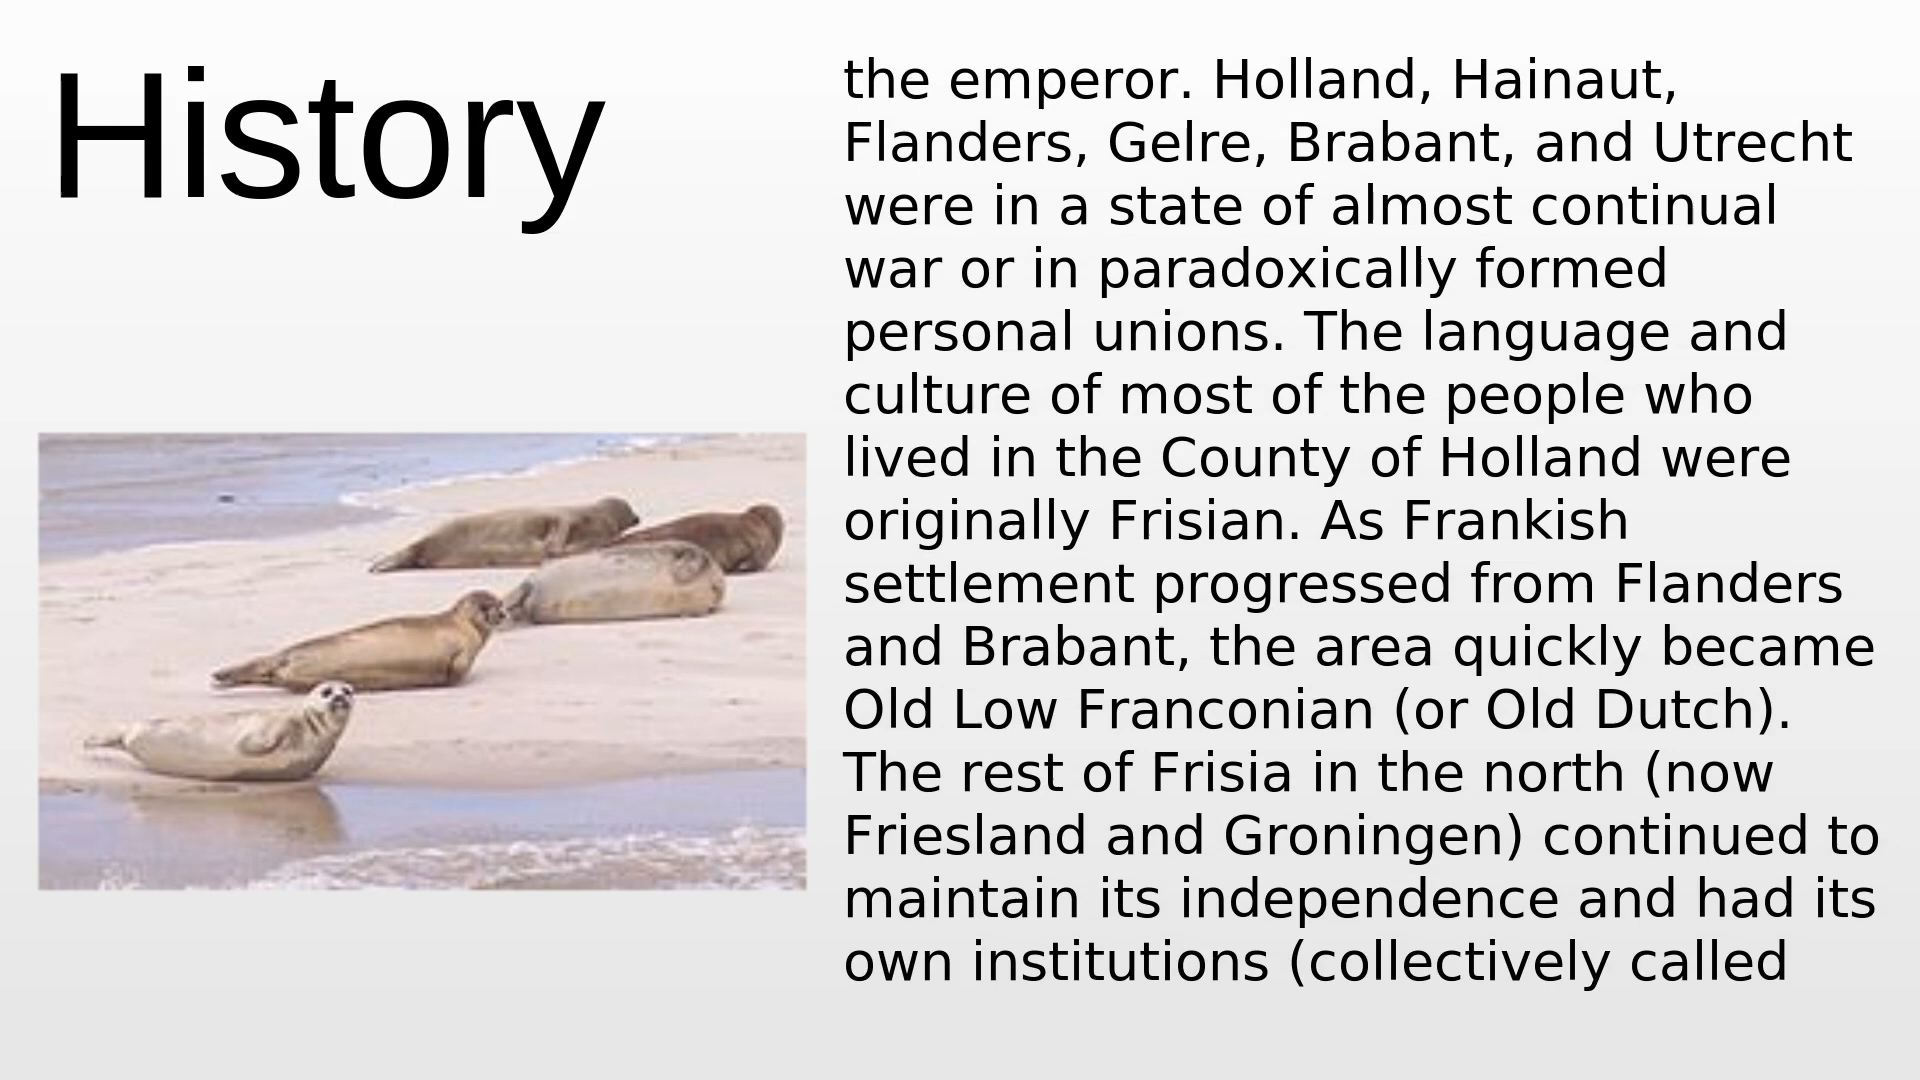 History
the emperor. Holland, Hainaut,
Flanders, Gelre, Brabant, and Utrecht
were in a state of almost continual
war or in paradoxically formed
personal unions. The language and
culture of most of the people who
lived in the County of Holland were
originally Frisian. As Frankish
settlement progressed from Flanders
and Brabant, the area quickly became
Old Low Franconian (or Old Dutch).
The rest of Frisia in the north (now
Friesland and Groningen) continued to
maintain its independence and had its
own institutions (collectively called